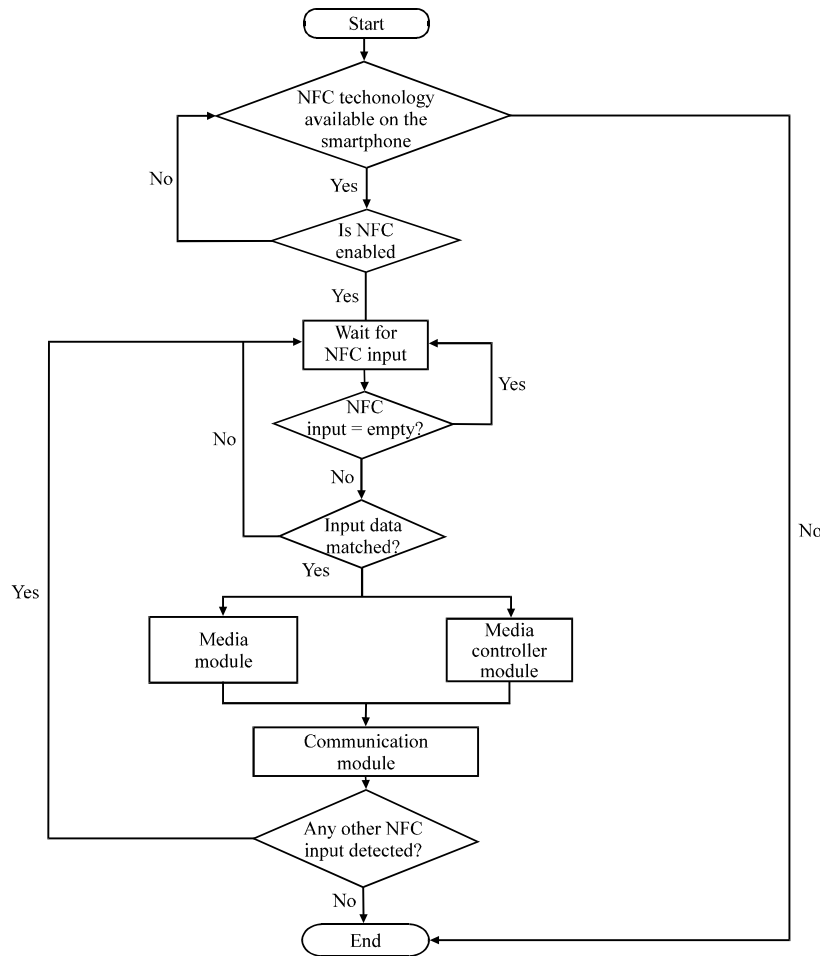 Start
NFC techonology
available on the
smartphone
No
Yes
Is NFC
enabled
Yes
Wait for
NFC input
Yes
NFC
input = empty?
No
No
Input data
matched?
No
Yes
Yes
Media
module
Media
controller
module
Communication
module
Any other NFC
input detected?
No
End